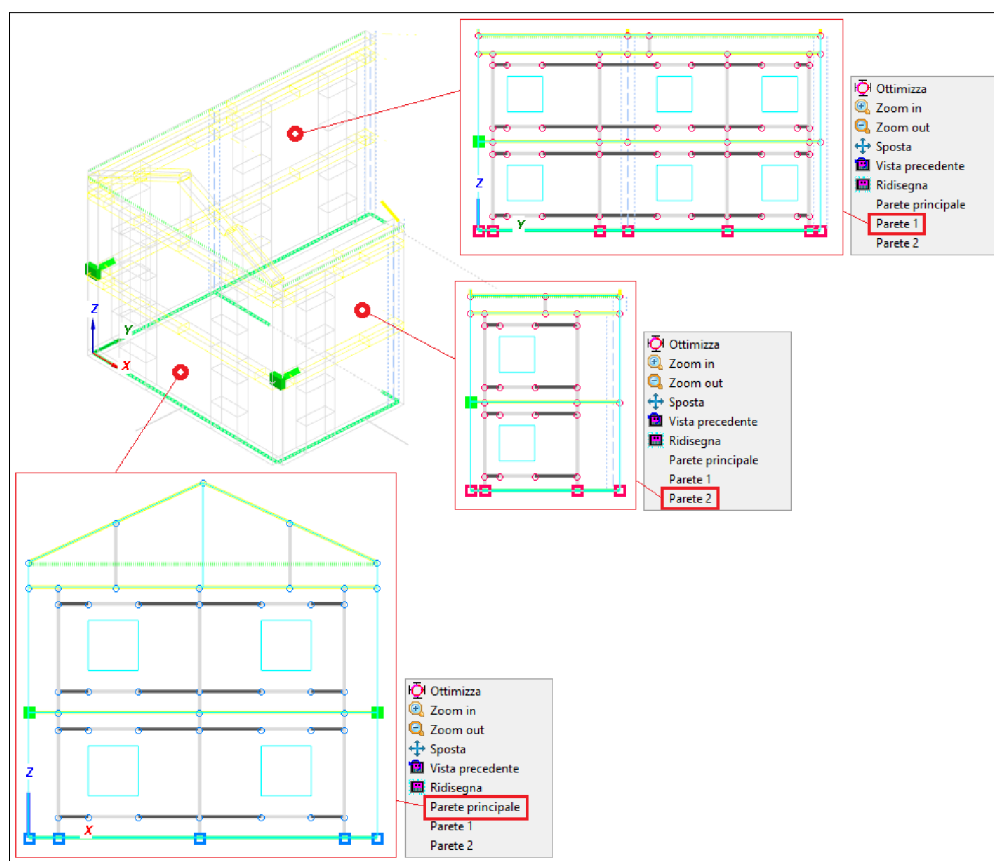 Z
Y
Ottimizza
Zoom in
Zoom out
Sposta
Vista precedente
Ridisegna
Parete principale
Parete 1
Parete 2
Z
Y
X
Ottimizza
Zoom in
Zoom out
Sposta
Vista precedente
Ridisegna
Parete principale
Parete 1
Parete 2
Z
X
Ottimizza
Zoom in
Zoom out
Sposta
Vista precedente
Ridisegna
Parete principale
Parete 1
Parete 2